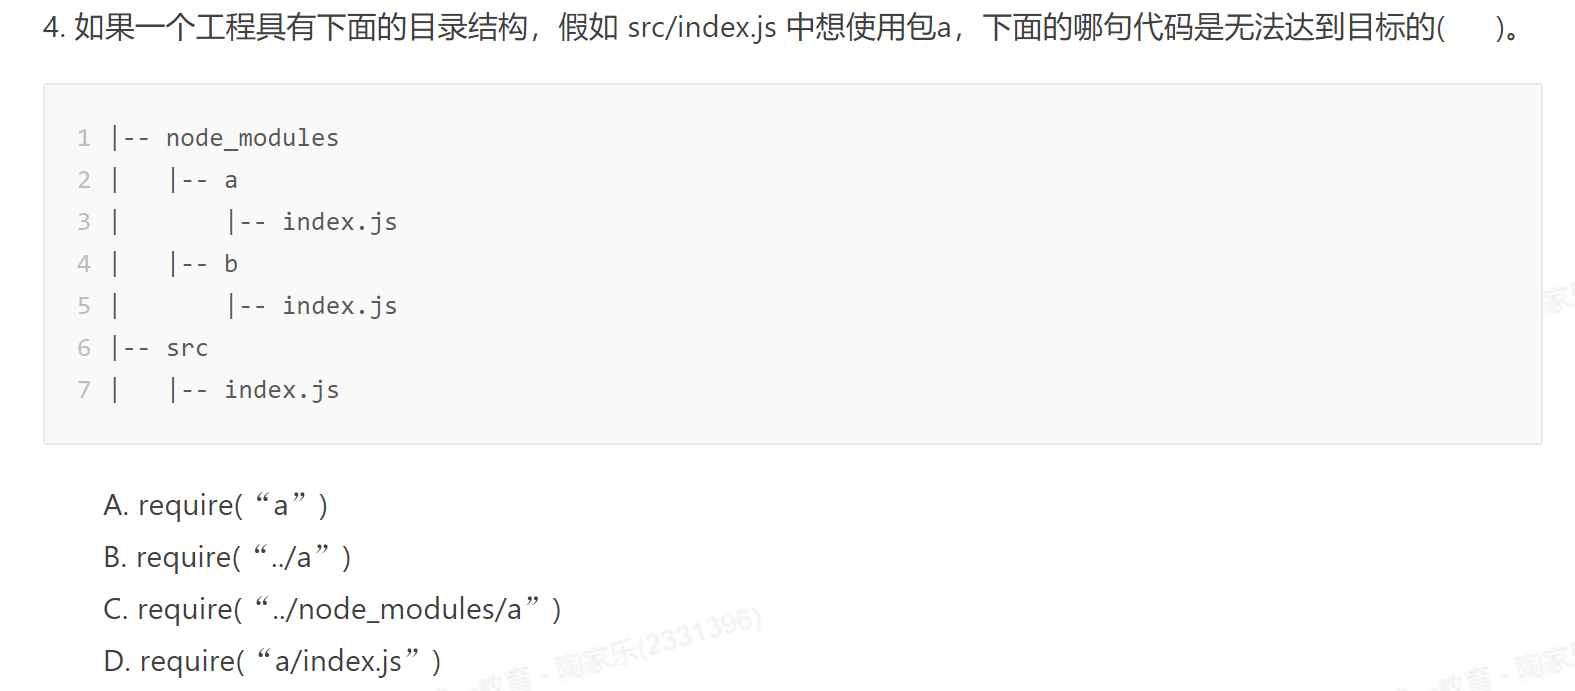 4. 如果一个工程具有下面的目录结构，假如 src/index.js 中想使用包a，下面的哪句代码是无法达到目标的( )。
1 |-- node_modules
2 |   |-- a
3 |       |-- index.js
4 |   |-- b
5 |       |-- index.js
6 |-- src
7 |   |-- index.js
A. require(“a”)
B. require(“../a”)
C. require(“../node_modules/a”)
D. require(“a/index.js”)
教育 - 陶家乐(2331396)
教育 - 陶家